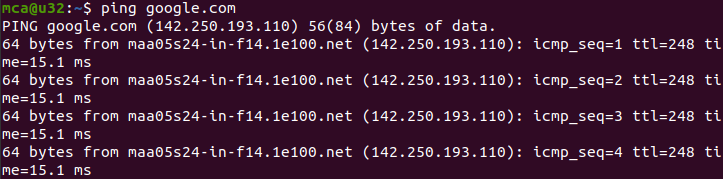 mca@u32:~$ ping google.com
PING google.com (142.250.193.110) 56(84) bytes of data.
64 bytes from maa05s24-in-f14.1e100.net (142.250.193.110): icmp_seq=1 ttl=248 ti
me=15.1 ms
64 bytes from maa05s24-in-f14.1e100.net (142.250.193.110): icmp_seq=2 ttl=248 ti
me=15.1 ms
64 bytes from maa05s24-in-f14.1e100.net (142.250.193.110): icmp_seq=3 ttl=248 ti
me=15.1 ms
64 bytes from maa05s24-in-f14.1e100.net (142.250.193.110): icmp_seq=4 ttl=248 ti
me=15.1 ms